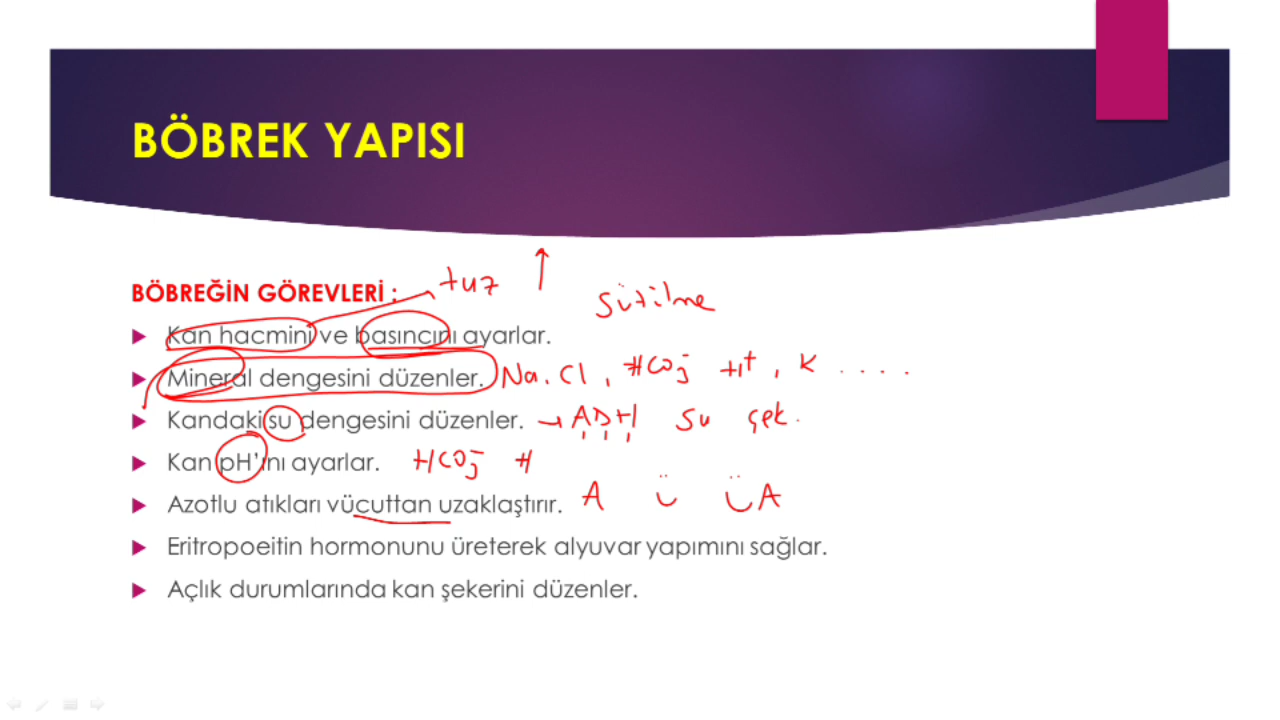 BÖBREK YAPISI
tuz ↑
BÖBREĞİN GÖREVLERİ :
Sütilme
Kan hacmini ve basıncını ayarlar.
Mineral dengesini düzenler. Na, Cl, HCO3 H+, K ....
Kandaki su dengesini düzenler. → ADH su çek.
Kan pH'ını ayarlar. HCO3 H
Azotlu atıkları vücuttan uzaklaştırır. A Ü ÜA
Eritropoeitin hormonunu üreterek alyuvar yapımını sağlar.
Açlık durumlarında kan şekerini düzenler.